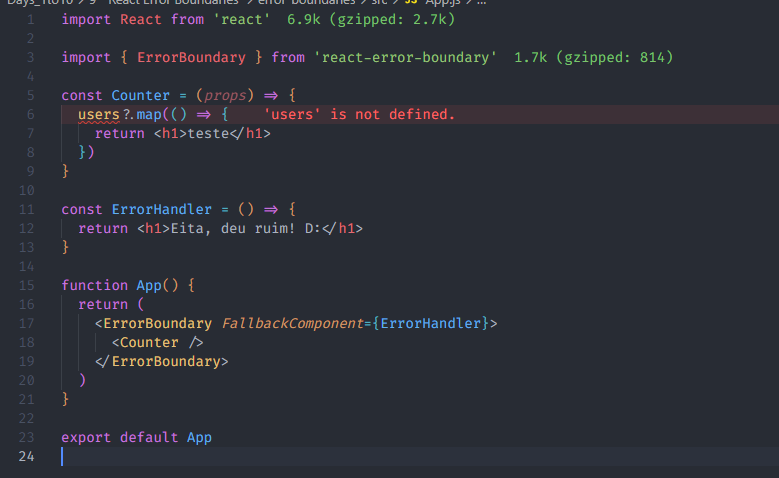 Days_1to10 > 9 - React Error Boundaries > error-boundaries > src > JS App.js > ...
1 import React from 'react' 6.9k (gzipped: 2.7k)
2
3 import { ErrorBoundary } from 'react-error-boundary' 1.7k (gzipped: 814)
4
5 const Counter = (props) => {
6 users?.map(() => { 'users' is not defined.
7 return <h1>teste</h1>
8 })
9 }
10
11 const ErrorHandler = () => {
12 return <h1>Eita, deu ruim! D:</h1>
13 }
14
15 function App() {
16 return (
17 <ErrorBoundary FallbackComponent={ErrorHandler}>
18 <Counter />
19 </ErrorBoundary>
20 )
21 }
22
23 export default App
24